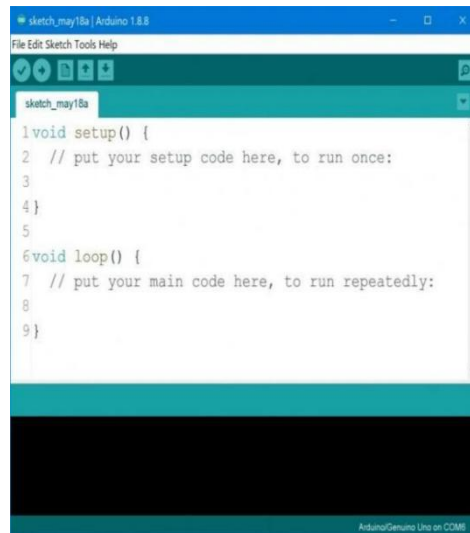 sketch_may18a | Arduino 1.8.8
File Edit Sketch Tools Help
sketch_may18a
1 void setup() {
2 // put your setup code here, to run once:
3
4 }
5
6 void loop() {
7 // put your main code here, to run repeatedly:
8
9 }
Arduino/Genuino Uno on COM6